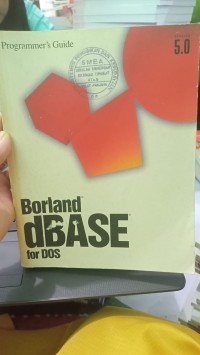 Programmer's Guide
5.0
S M E A
Borland®
dBASE®
for DOS